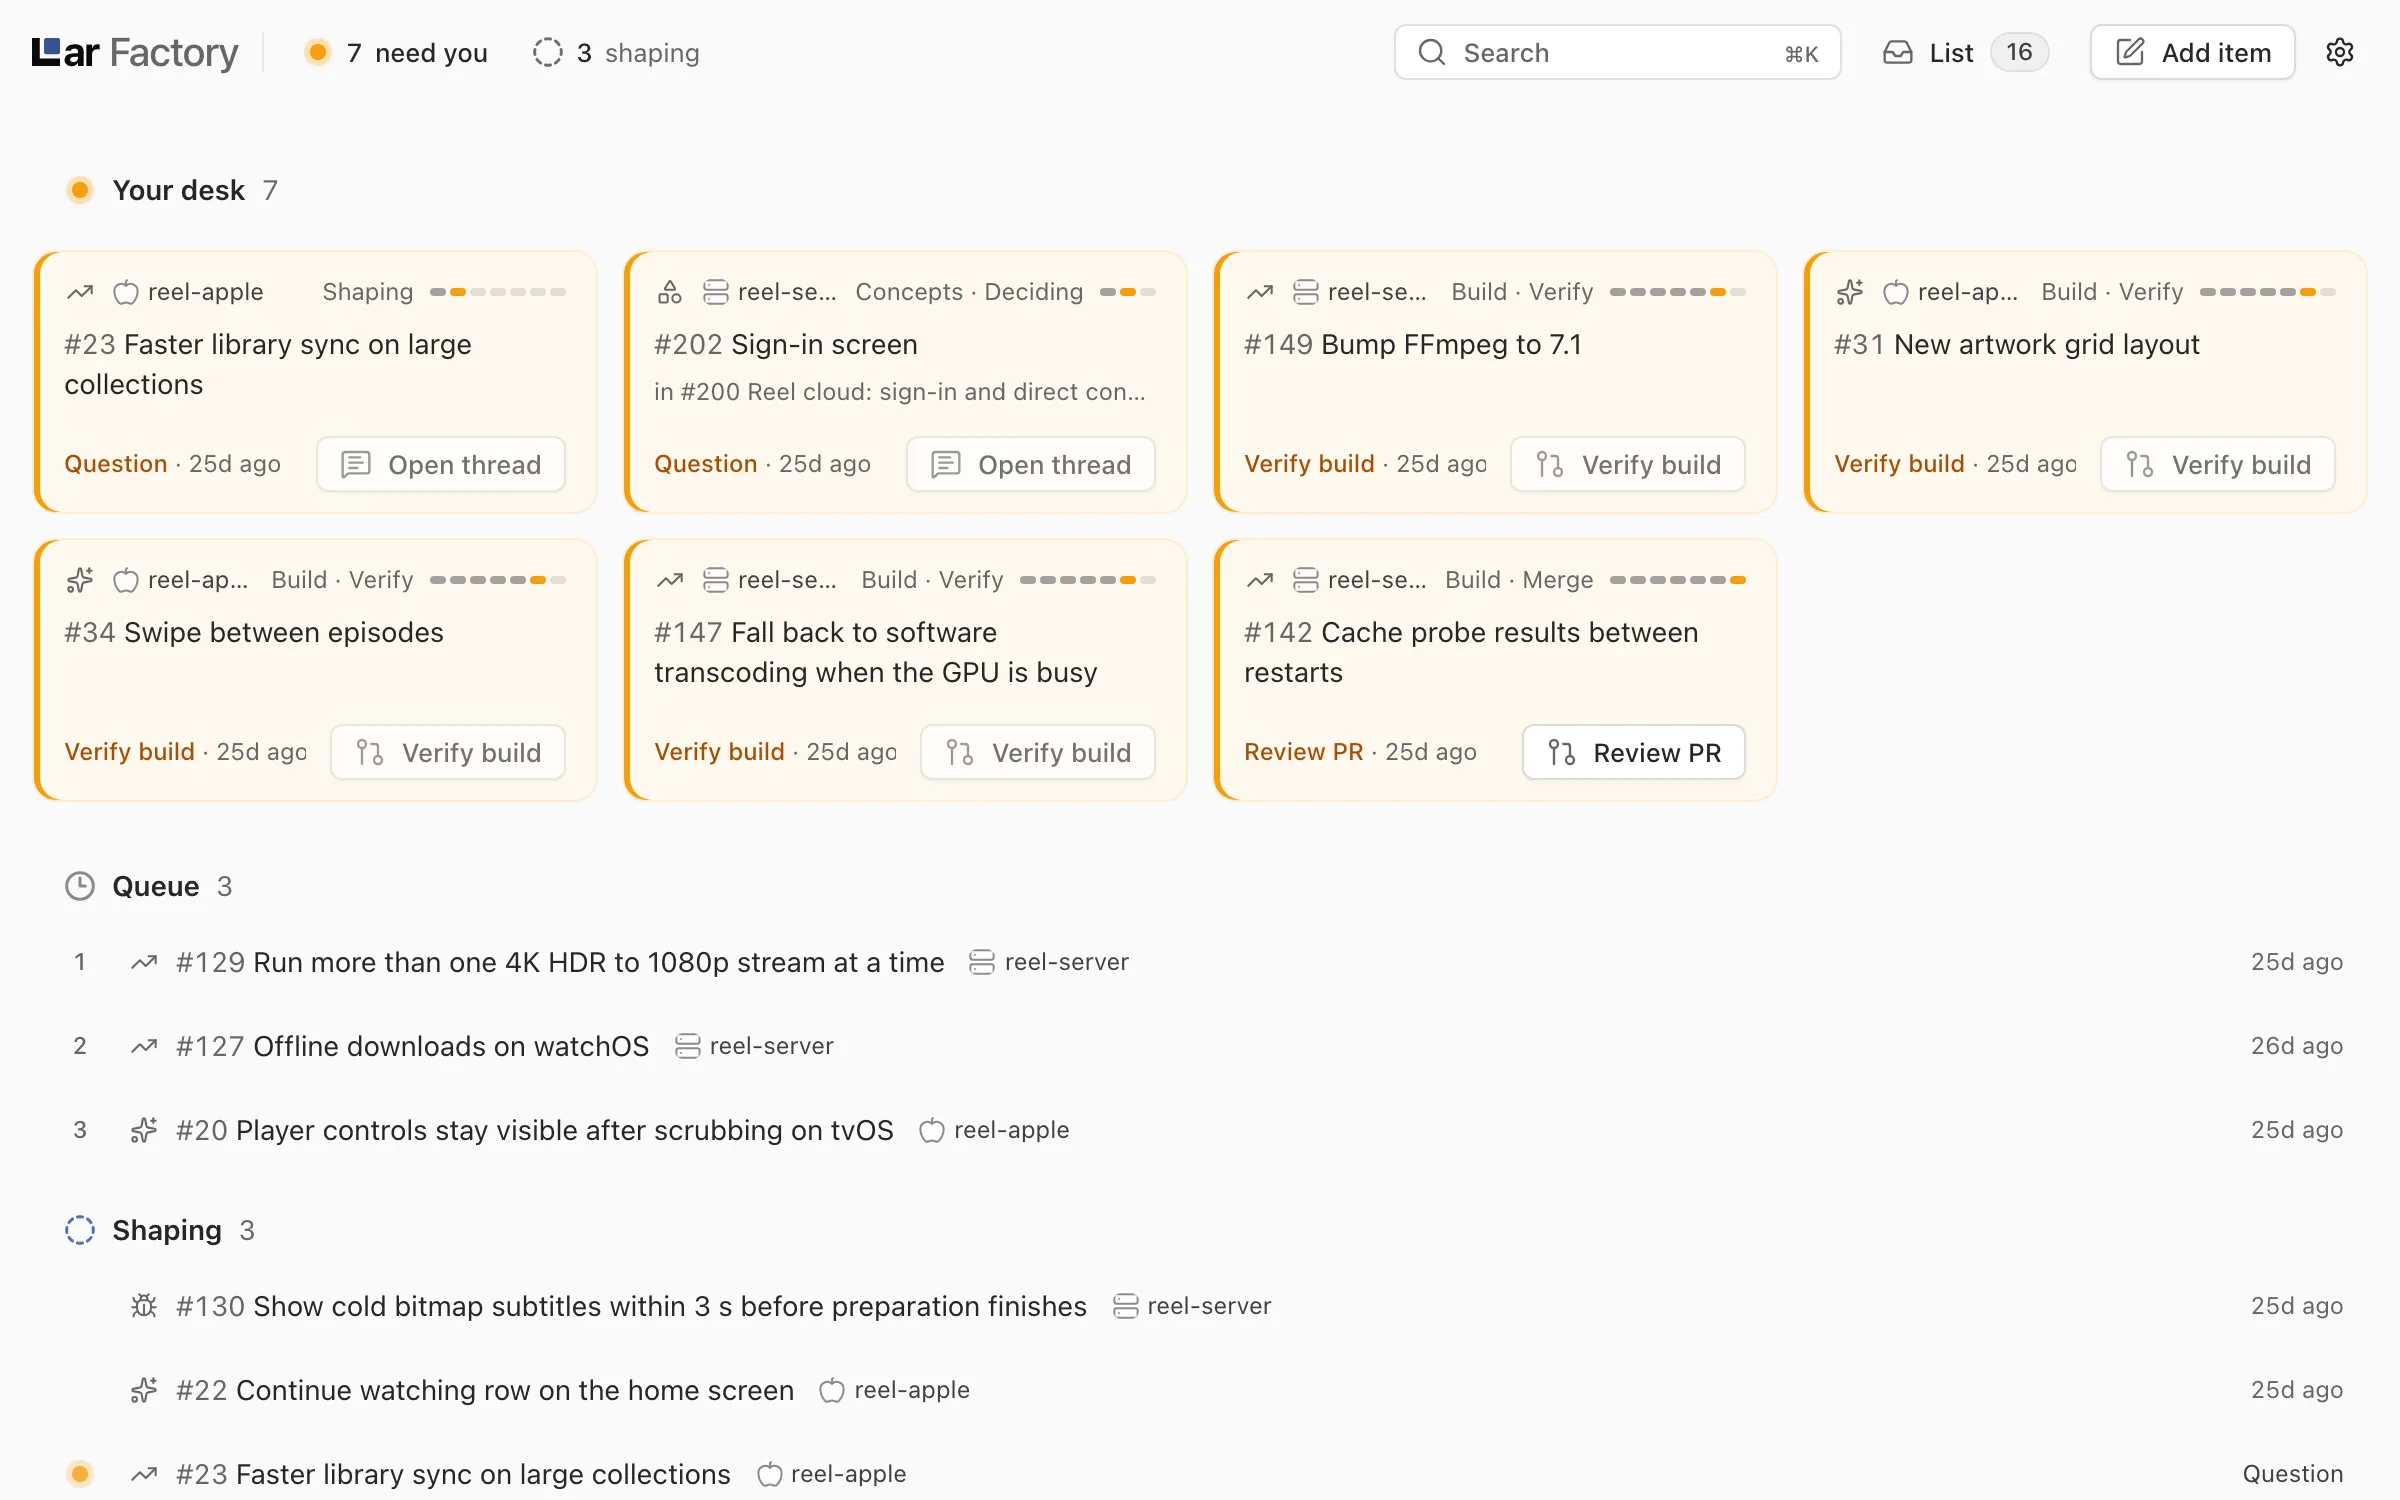 Lar Factory
7 need you
3 shaping
Search
⌘K
List 16
Add item
Your desk 7
reel-apple
Shaping
#23 Faster library sync on large
collections
Question · 25d ago
Open thread
reel-se...
Concepts · Deciding
#202 Sign-in screen
in #200 Reel cloud: sign-in and direct con...
Question · 25d ago
Open thread
reel-se...
Build · Verify
#149 Bump FFmpeg to 7.1
Verify build · 25d ago
Verify build
reel-ap...
Build · Verify
#31 New artwork grid layout
Verify build · 25d ago
Verify build
reel-ap...
Build · Verify
#34 Swipe between episodes
Verify build · 25d ago
Verify build
reel-se...
Build · Verify
#147 Fall back to software
transcoding when the GPU is busy
Verify build · 25d ago
Verify build
reel-se...
Build · Merge
#142 Cache probe results between
restarts
Review PR · 25d ago
Review PR
Queue 3
1 #129 Run more than one 4K HDR to 1080p stream at a time reel-server 25d ago
2 #127 Offline downloads on watchOS reel-server 26d ago
3 #20 Player controls stay visible after scrubbing on tvOS reel-apple 25d ago
Shaping 3
#130 Show cold bitmap subtitles within 3 s before preparation finishes reel-server 25d ago
#22 Continue watching row on the home screen reel-apple 25d ago
#23 Faster library sync on large collections reel-apple Question